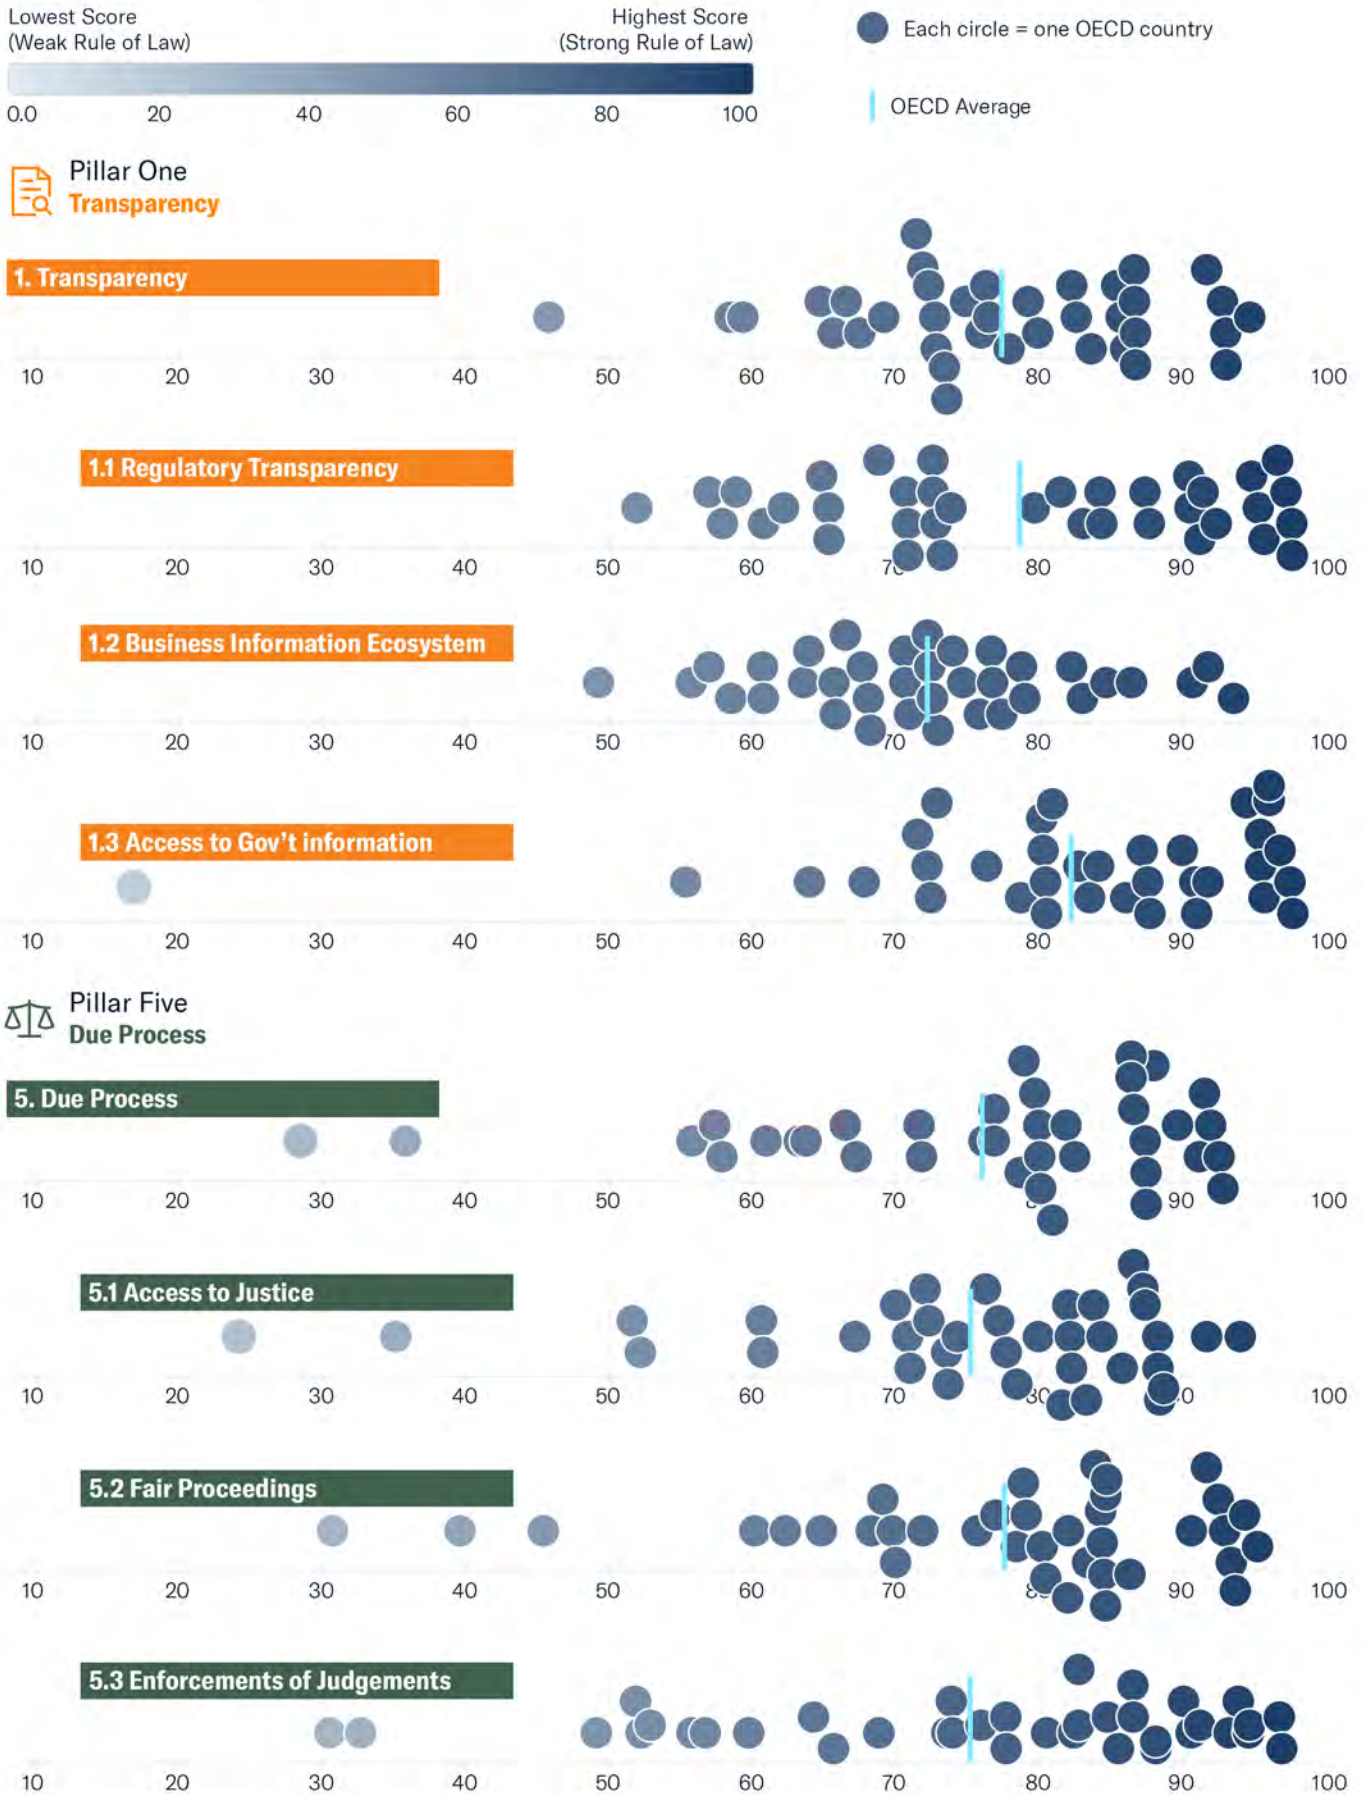 Lowest Score
(Weak Rule of Law)
Highest Score
(Strong Rule of Law)
0.0 20 40 60 80 100
Each circle = one OECD country
OECD Average
Pillar One
Transparency
1. Transparency
10 20 30 40 50 60 70 80 90 100
1.1 Regulatory Transparency
10 20 30 40 50 60 70 80 90 100
1.2 Business Information Ecosystem
10 20 30 40 50 60 70 80 90 100
1.3 Access to Gov't information
10 20 30 40 50 60 70 80 90 100
Pillar Five
Due Process
5. Due Process
10 20 30 40 50 60 70 90 100
5.1 Access to Justice
10 20 30 40 50 60 70 80 100
5.2 Fair Proceedings
10 20 30 40 50 60 70 90 100
5.3 Enforcements of Judgements
10 20 30 40 50 60 70 80 90 100